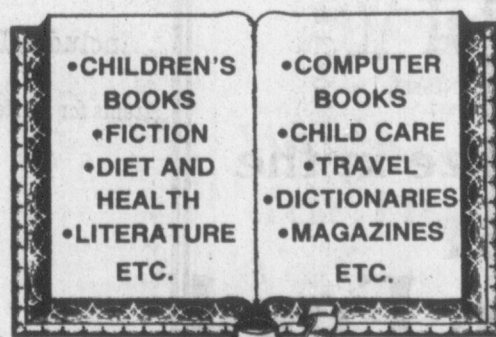 •CHILDREN'S
BOOKS
•FICTION
•DIET AND
HEALTH
•LITERATURE
ETC.
•COMPUTER
BOOKS
•CHILD CARE
•TRAVEL
•DICTIONARIES
•MAGAZINES
ETC.